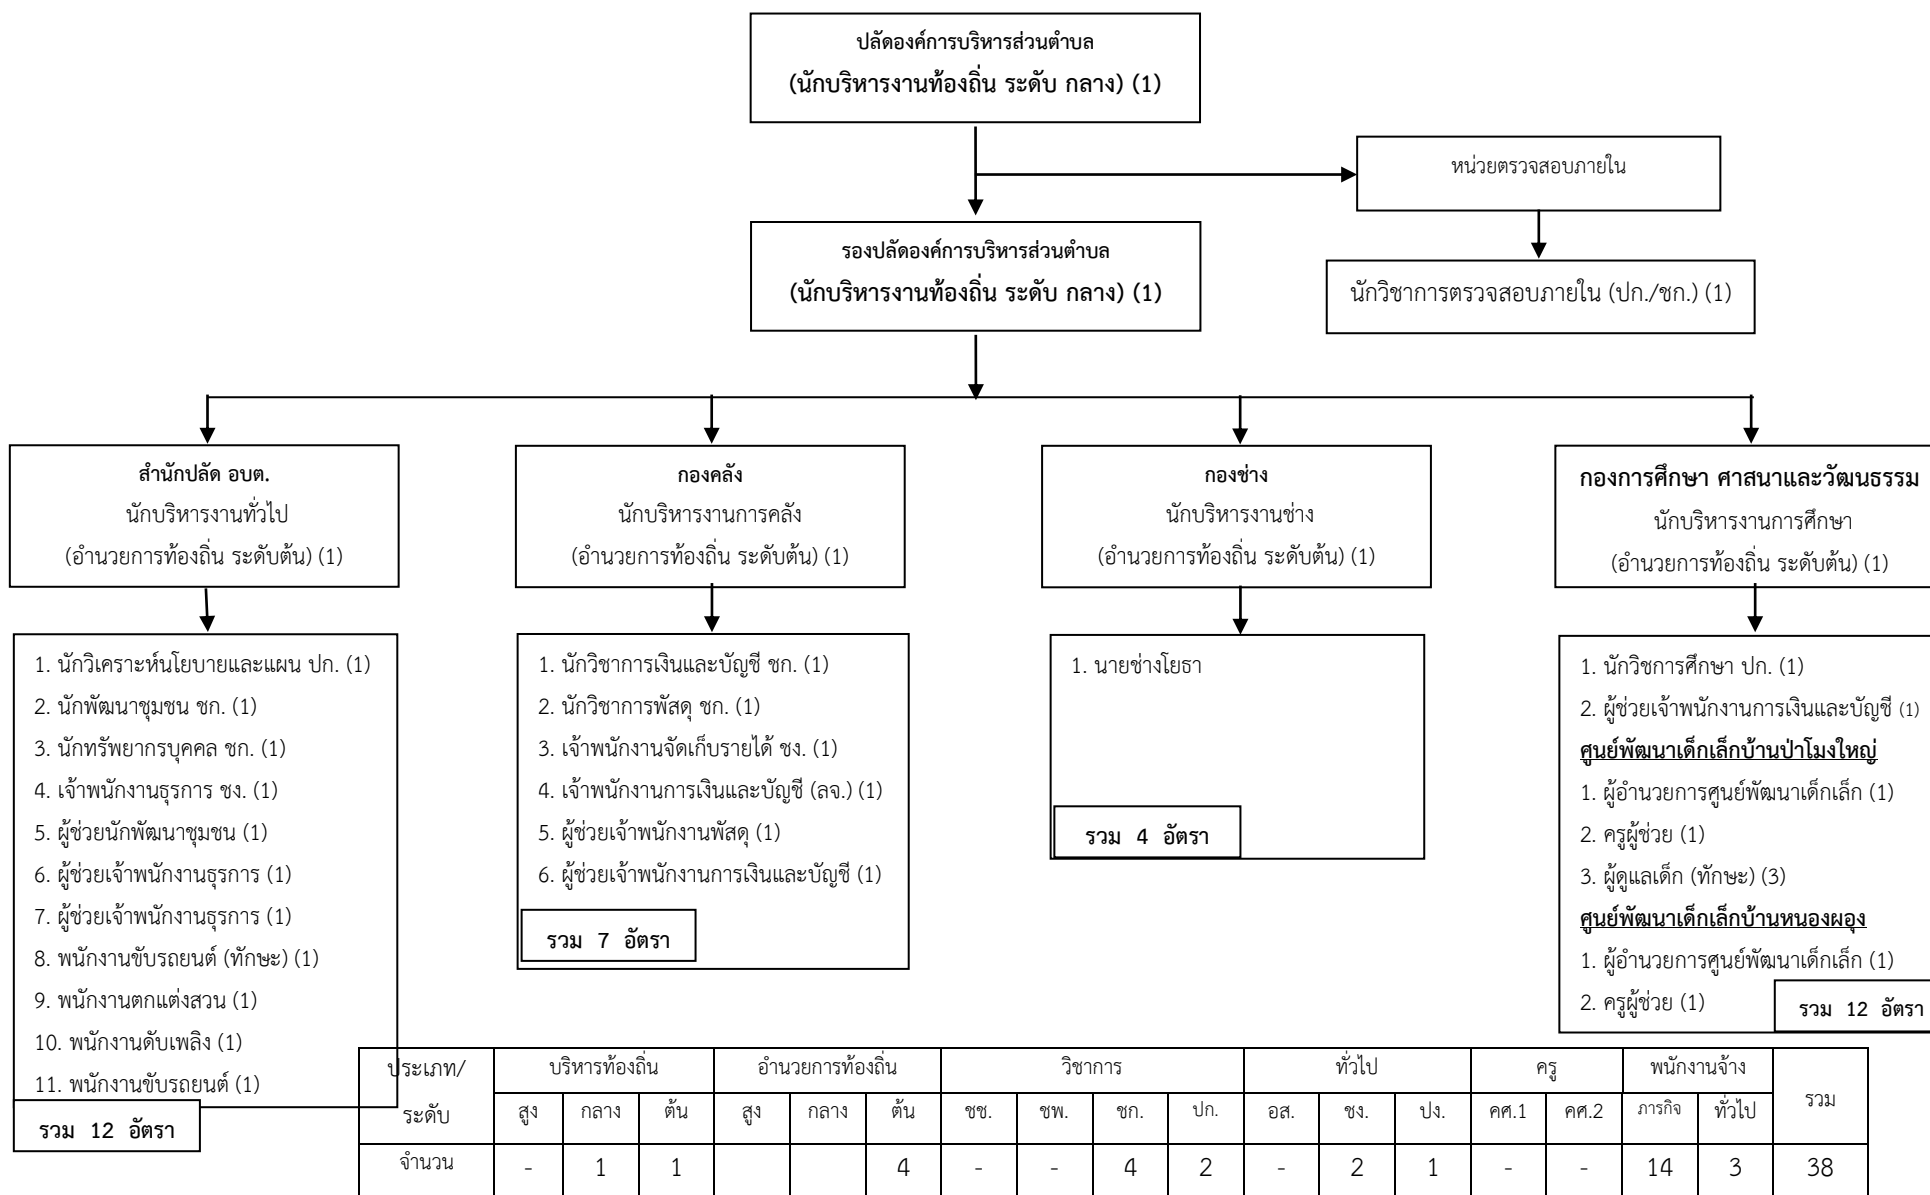 ปลัดองค์การบริหารส่วนตำบล
(นักบริหารงานท้องถิ่น ระดับ กลาง) (1)
หน่วยตรวจสอบภายใน
รองปลัดองค์การบริหารส่วนตำบล
(นักบริหารงานท้องถิ่น ระดับ กลาง) (1)
นักวิชาการตรวจสอบภายใน (ปก./ชก.) (1)
สำนักปลัด อบต.
นักบริหารงานทั่วไป
(อำนวยการท้องถิ่น ระดับต้น) (1)
กองคลัง
นักบริหารงานการคลัง
(อำนวยการท้องถิ่น ระดับต้น) (1)
กองช่าง
นักบริหารงานช่าง
(อำนวยการท้องถิ่น ระดับต้น) (1)
กองการศึกษา ศาสนาและวัฒนธรรม
นักบริหารงานการศึกษา
(อำนวยการท้องถิ่น ระดับต้น) (1)
1. นักวิเคราะห์นโยบายและแผน ปก. (1)
2. นักพัฒนาชุมชน ชก. (1)
3. นักทรัพยากรบุคคล ชก. (1)
4. เจ้าพนักงานธุรการ ชง. (1)
5. ผู้ช่วยนักพัฒนาชุมชน (1)
6. ผู้ช่วยเจ้าพนักงานธุรการ (1)
7. ผู้ช่วยเจ้าพนักงานธุรการ (1)
8. พนักงานขับรถยนต์ (ทักษะ) (1)
9. พนักงานตกแต่งสวน (1)
10. พนักงานดับเพลิง (1)
11. พนักงานขับรถยนต์ (1)
รวม 12 อัตรา
1. นักวิชาการเงินและบัญชี ชก. (1)
2. นักวิชาการพัสดุ ชก. (1)
3. เจ้าพนักงานจัดเก็บรายได้ ชง. (1)
4. เจ้าพนักงานการเงินและบัญชี (ลจ.) (1)
5. ผู้ช่วยเจ้าพนักงานพัสดุ (1)
6. ผู้ช่วยเจ้าพนักงานการเงินและบัญชี (1)
รวม 7 อัตรา
1. นายช่างโยธา
รวม 4 อัตรา
1. นักวิชการศึกษา ปก. (1)
2. ผู้ช่วยเจ้าพนักงานการเงินและบัญชี (1)
ศูนย์พัฒนาเด็กเล็กบ้านป่าโมงใหญ่
1. ผู้อำนวยการศูนย์พัฒนาเด็กเล็ก (1)
2. ครูผู้ช่วย (1)
3. ผู้ดูแลเด็ก (ทักษะ) (3)
ศูนย์พัฒนาเด็กเล็กบ้านหนองผอุง
1. ผู้อำนวยการศูนย์พัฒนาเด็กเล็ก (1)
2. ครูผู้ช่วย (1)
รวม 12 อัตรา
ประเภท/ บริหารท้องถิ่น อำนวยการท้องถิ่น วิชาการ ทั่วไป ครู พนักงานจ้าง รวม
ระดับ สูง กลาง ต้น สูง กลาง ต้น ชช. ชพ. ชก. ปก. อส. ชง. ปง. คศ.1 คศ.2 ภารกิจ ทั่วไป
จำนวน - 1 1 4 - - 4 2 - 2 1 - - 14 3 38